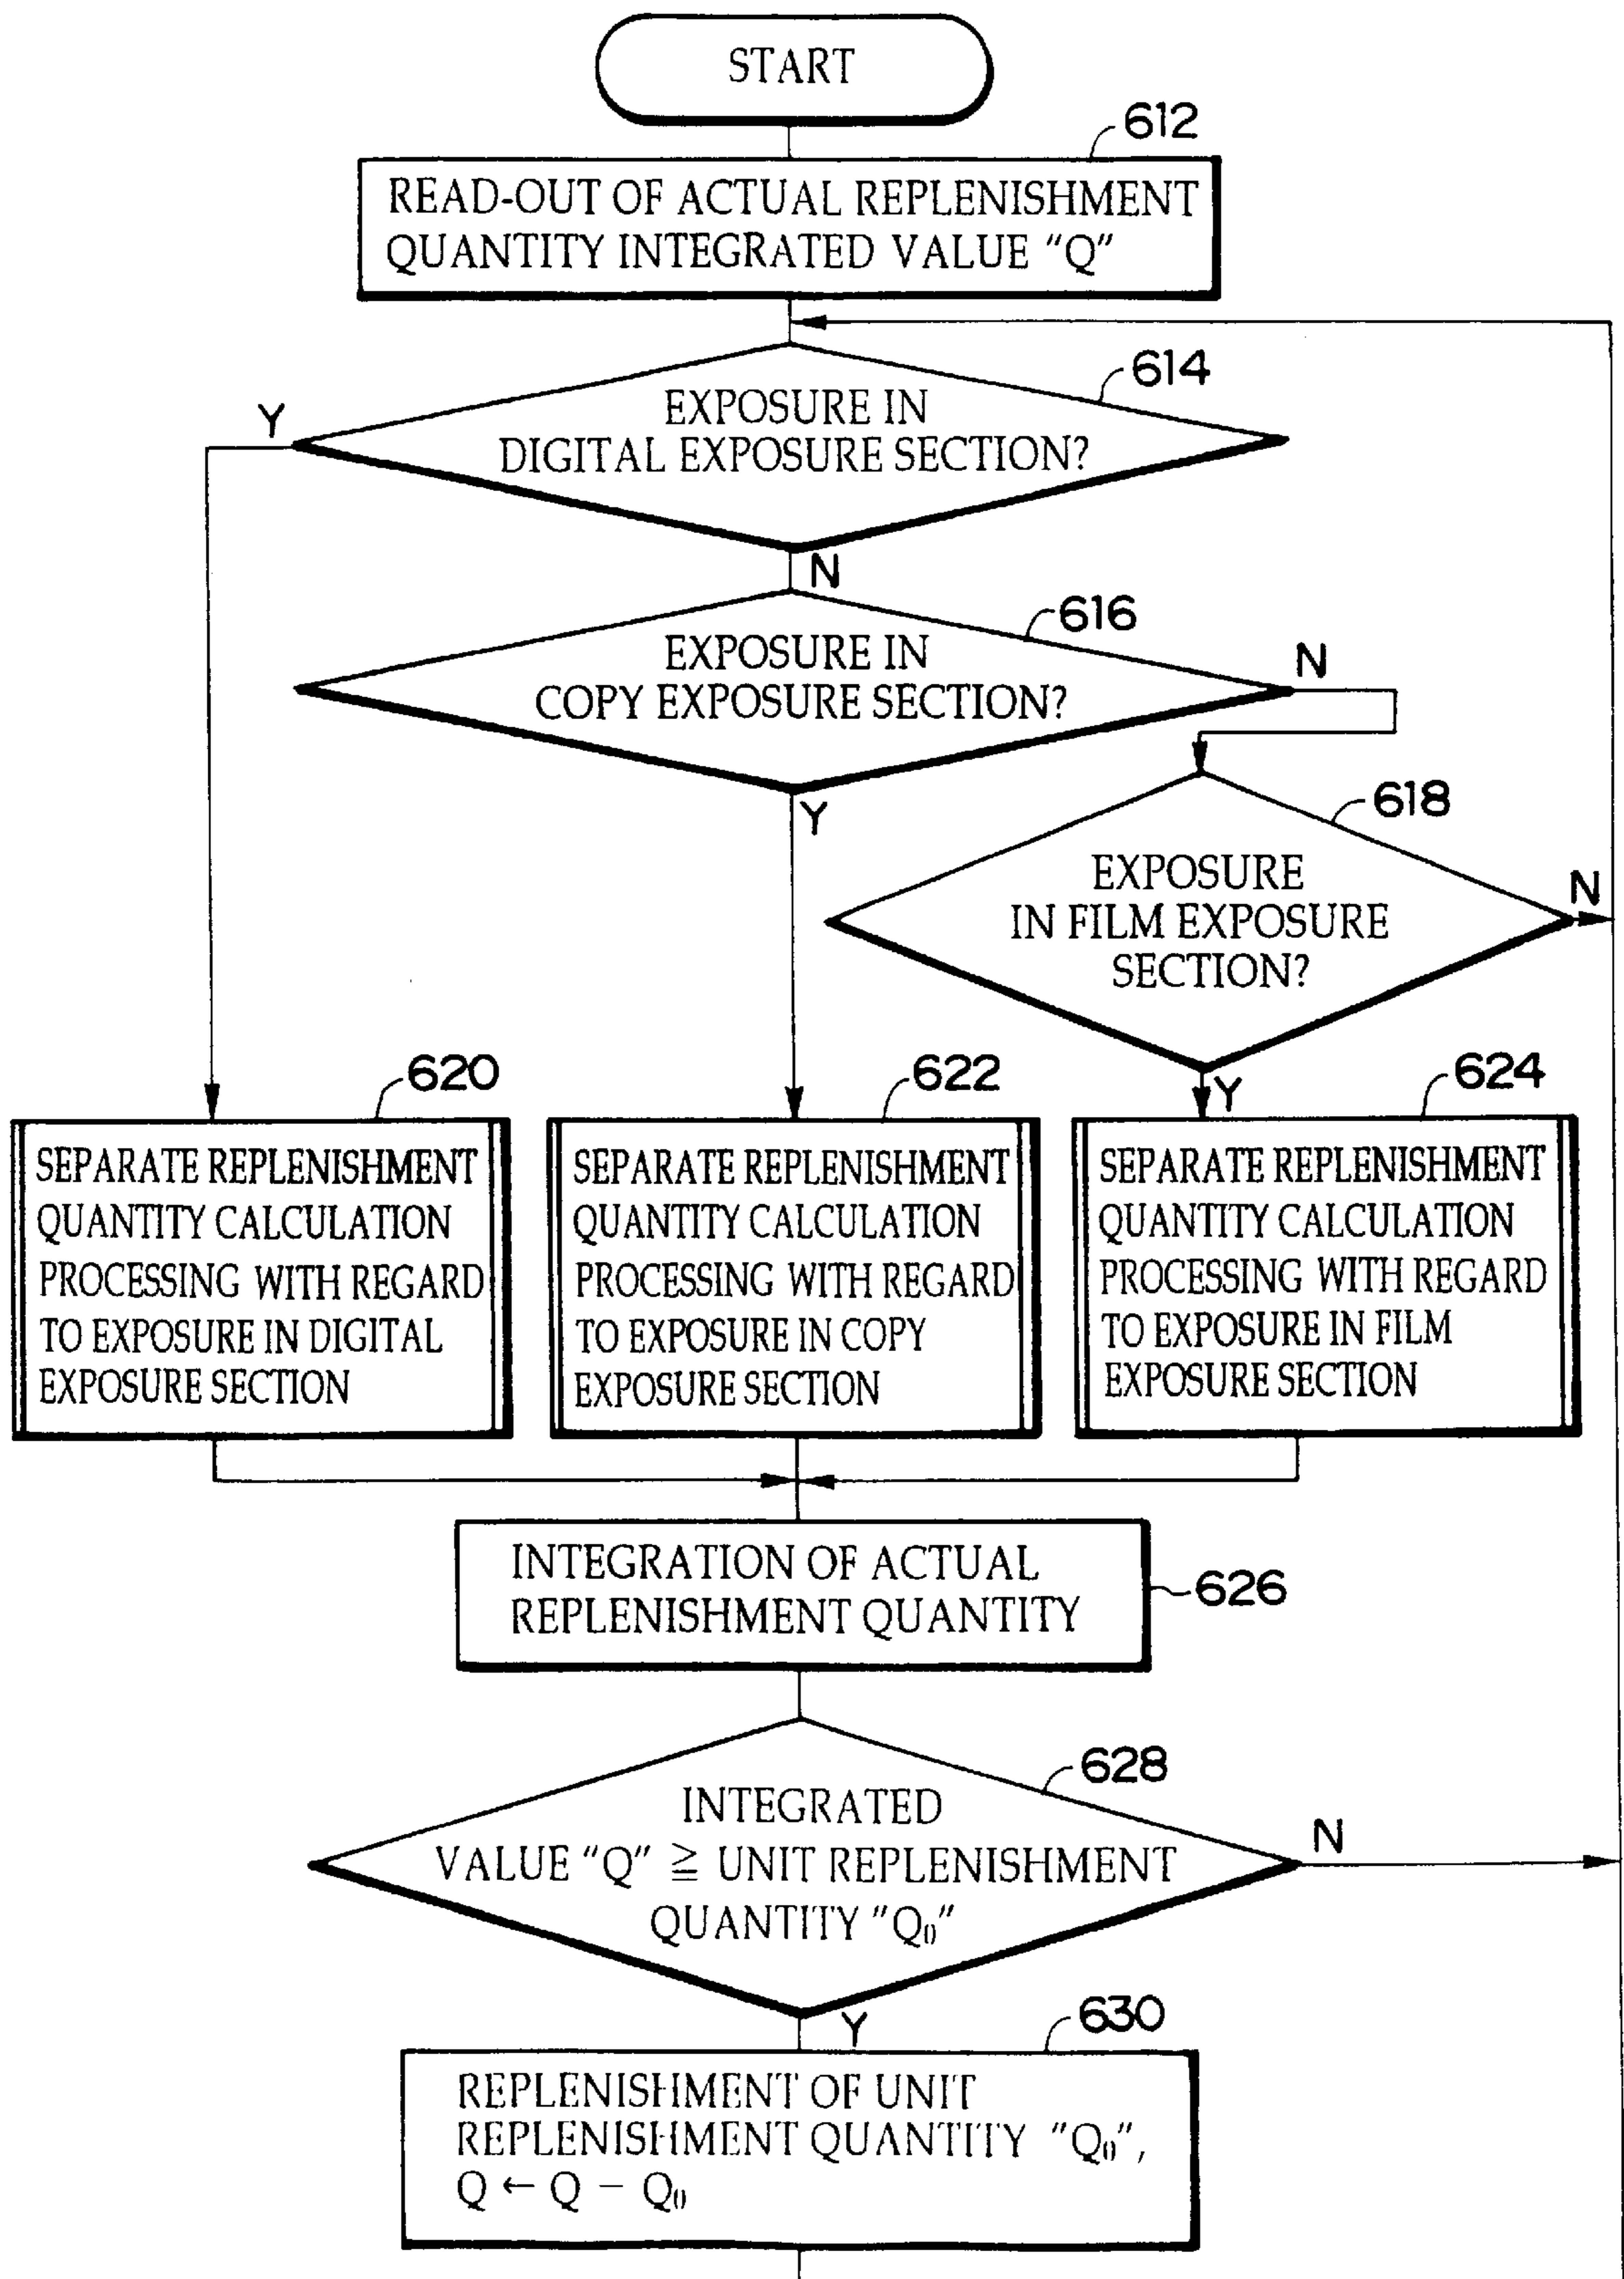 START
612
READ-OUT OF ACTUAL REPLENISHMENT
QUANTITY INTEGRATED VALUE "Q"
614
Y
EXPOSURE IN
DIGITAL EXPOSURE SECTION?
N
616
EXPOSURE IN
COPY EXPOSURE SECTION?
N
Y
618
EXPOSURE
IN FILM EXPOSURE
SECTION?
N
Y
620
SEPARATE REPLENISHMENT
QUANTITY CALCULATION
PROCESSING WITH REGARD
TO EXPOSURE IN DIGITAL
EXPOSURE SECTION
622
SEPARATE REPLENISHMENT
QUANTITY CALCULATION
PROCESSING WITH REGARD
TO EXPOSURE IN COPY
EXPOSURE SECTION
624
SEPARATE REPLENISHMENT
QUANTITY CALCULATION
PROCESSING WITH REGARD
TO EXPOSURE IN FILM
EXPOSURE SECTION
INTEGRATION OF ACTUAL
REPLENISHMENT QUANTITY
626
628
INTEGRATED
VALUE "Q" ≧ UNIT REPLENISHMENT
QUANTITY "Q₀"
N
Y
630
REPLENISHMENT OF UNIT
REPLENISHMENT QUANTITY "Q₀",
Q ← Q − Q₀